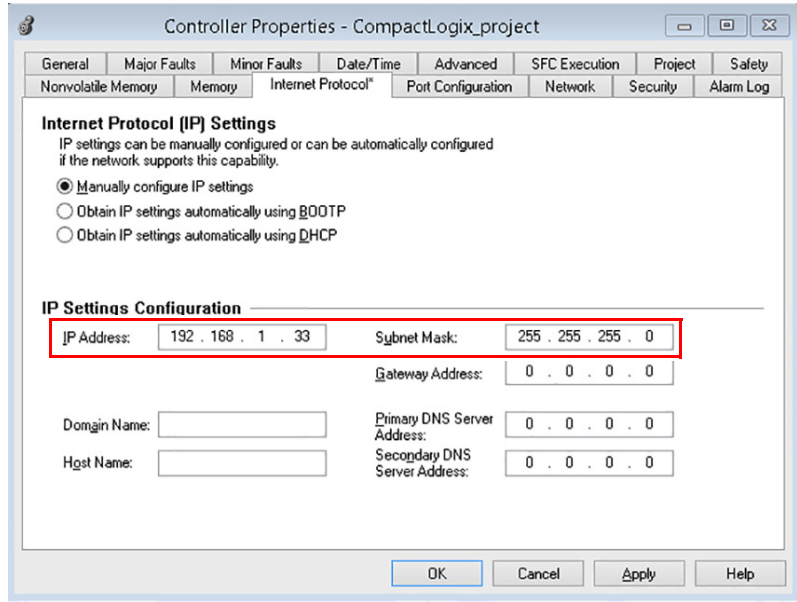 Controller Properties - CompactLogix_project
General Major Faults Minor Faults Date/Time Advanced SFC Execution Project Safety
Nonvolatile Memory Memory Internet Protocol* Port Configuration Network Security Alarm Log
Internet Protocol (IP) Settings
IP settings can be manually configured or can be automatically configured
if the network supports this capability.
Manually configure IP settings
Obtain IP settings automatically using BOOTP
Obtain IP settings automatically using DHCP
IP Settings Configuration
IP Address: 192 . 168 . 1 . 33 Subnet Mask: 255 . 255 . 255 . 0
Gateway Address: 0 . 0 . 0 . 0
Domain Name: Primary DNS Server Address: 0 . 0 . 0 . 0
Host Name: Secondary DNS Server Address: 0 . 0 . 0 . 0
OK Cancel Apply Help